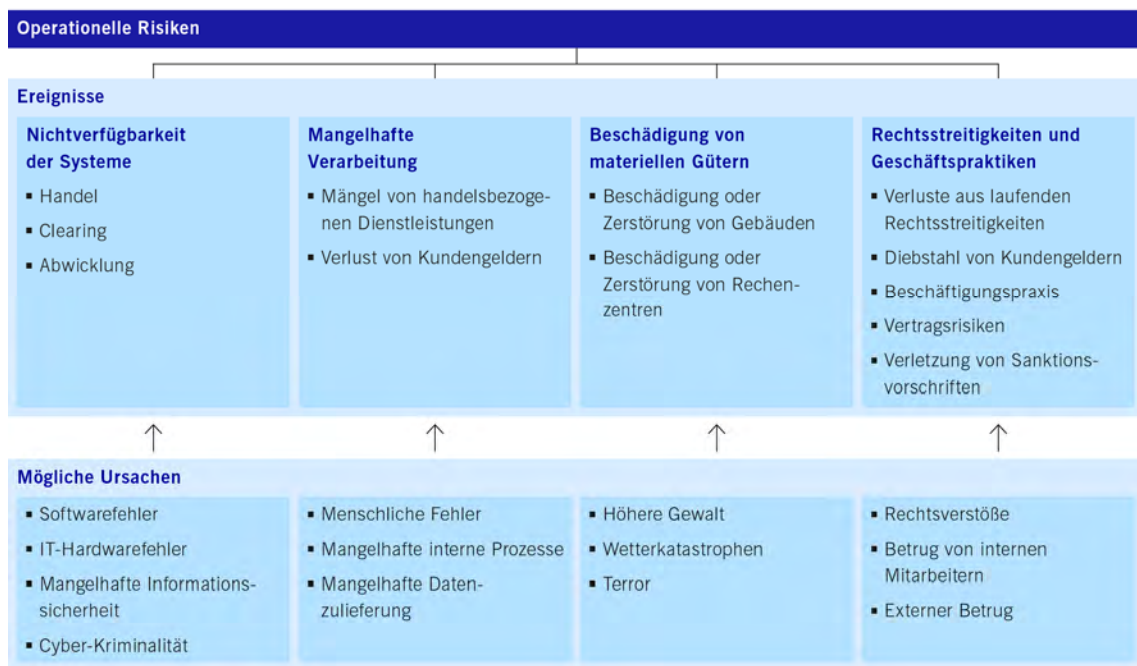 Operationelle Risiken
Ereignisse
Nichtverfügbarkeit
der Systeme
▪ Handel
▪ Clearing
▪ Abwicklung
Mangelhafte
Verarbeitung
▪ Mängel von handelsbezoge-
nen Dienstleistungen
▪ Verlust von Kundengeldern
Beschädigung von
materiellen Gütern
▪ Beschädigung oder
Zerstörung von Gebäuden
▪ Beschädigung oder
Zerstörung von Rechen-
zentren
Rechtsstreitigkeiten und
Geschäftspraktiken
▪ Verluste aus laufenden
Rechtsstreitigkeiten
▪ Diebstahl von Kundengeldern
▪ Beschäftigungspraxis
▪ Vertragsrisiken
▪ Verletzung von Sanktions-
vorschriften
Mögliche Ursachen
▪ Softwarefehler
▪ IT-Hardwarefehler
▪ Mangelhafte Informations-
sicherheit
▪ Cyber-Kriminalität
▪ Menschliche Fehler
▪ Mangelhafte interne Prozesse
▪ Mangelhafte Daten-
zulieferung
▪ Höhere Gewalt
▪ Wetterkatastrophen
▪ Terror
▪ Rechtsverstöße
▪ Betrug von internen
Mitarbeitern
▪ Externer Betrug